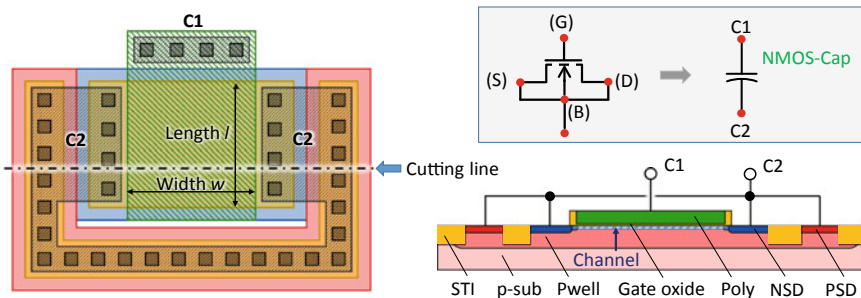 C1
C2
C2
Length l
Width w
Cutting line
(G)
(S)
(D)
(B)
C1
NMOS-Cap
C2
C1
C2
Channel
STI
p-sub
Pwell
Gate oxide
Poly
NSD
PSD